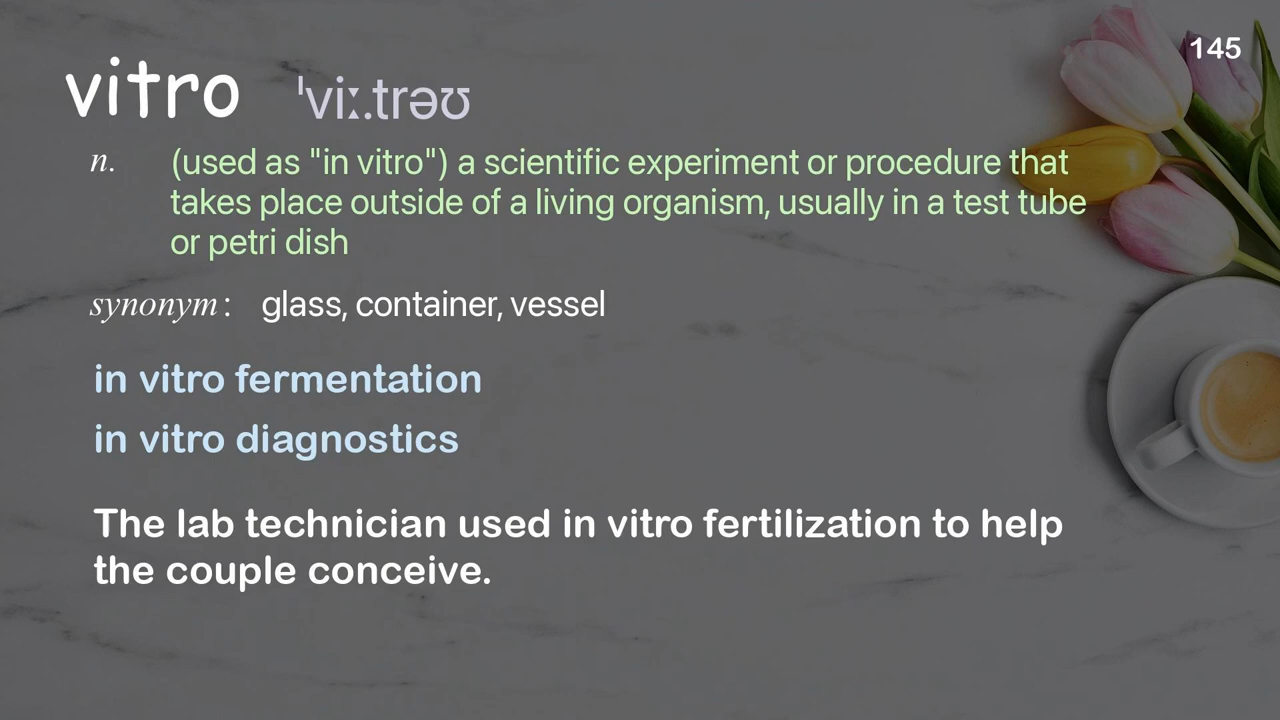 145
vitro ˈviː.trəʊ
n. (used as "in vitro") a scientific experiment or procedure that
takes place outside of a living organism, usually in a test tube
or petri dish
synonym: glass, container, vessel
in vitro fermentation
in vitro diagnostics
The lab technician used in vitro fertilization to help
the couple conceive.